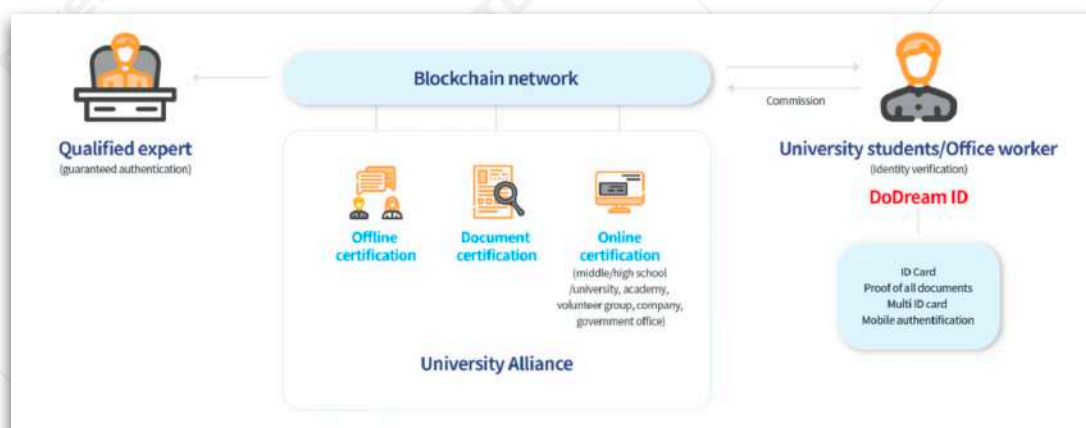 Blockchain network
Qualified expert
(guaranteed authentication)
Commission
University students/Office worker
(Identity verification)
DoDream ID
Offline
certification
Document
certification
Online
certification
(middle/high school
/university, academy,
volunteer group, company,
government office)
University Alliance
ID Card
Proof of all documents
Multi ID card
Mobile authentification